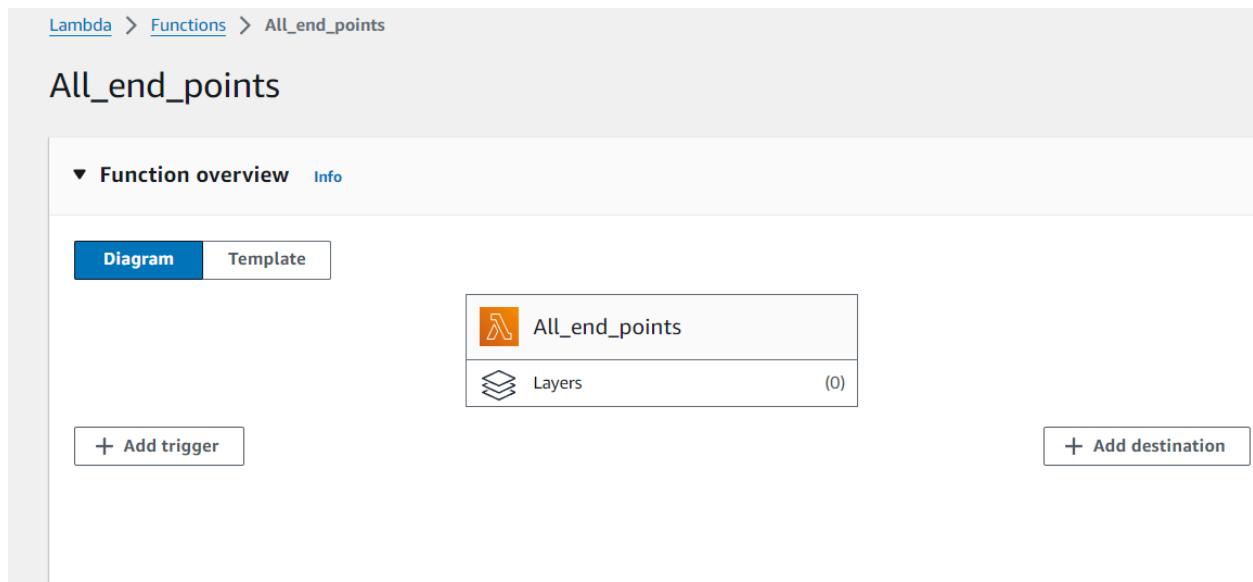 Lambda > Functions > All_end_points
All_end_points
Function overview Info
Diagram Template
All_end_points
Layers (0)
+ Add trigger
+ Add destination